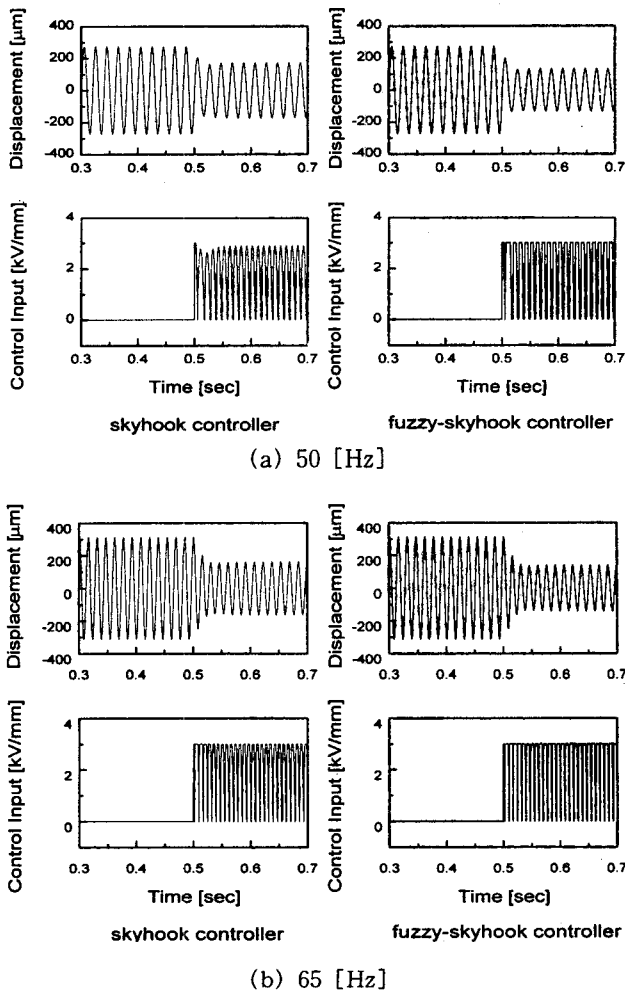 400
200
0
-200
-400
Displacement [μm]
0.3 0.4 0.5 0.6 0.7
400
200
0
-200
-400
Displacement [μm]
0.3 0.4 0.5 0.6 0.7
4
2
0
Control Input [kV/mm]
0.3 0.4 0.5 0.6 0.7
Time [sec]
skyhook controller
4
2
0
Control Input [kV/mm]
0.3 0.4 0.5 0.6 0.7
Time [sec]
fuzzy-skyhook controller
(a) 50 [Hz]
400
200
0
-200
-400
Displacement [μm]
0.3 0.4 0.5 0.6 0.7
400
200
0
-200
-400
Displacement [μm]
0.3 0.4 0.5 0.6 0.7
4
2
0
Control Input [kV/mm]
0.3 0.4 0.5 0.6 0.7
Time [sec]
skyhook controller
4
2
0
Control Input [kV/mm]
0.3 0.4 0.5 0.6 0.7
Time [sec]
fuzzy-skyhook controller
(b) 65 [Hz]